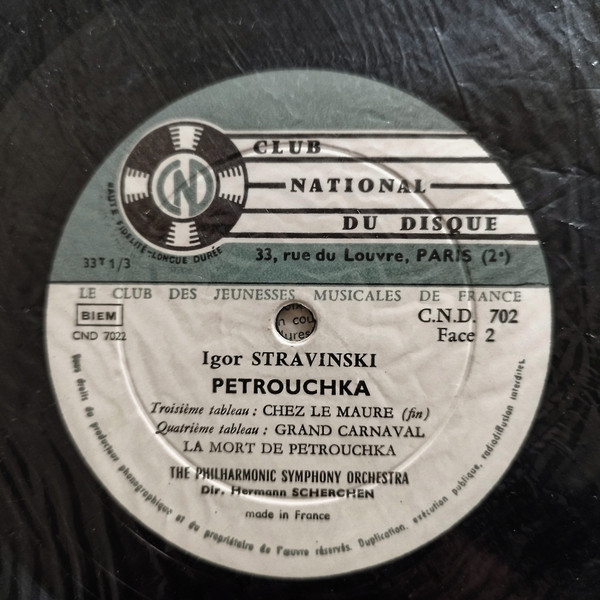 CLUB
NATIONAL
DU DISQUE
CND
HAUTE FIDELITE-LONGUE DURÉE
33T 1/3
33, rue du Louvre, PARIS (2e)
LE CLUB DES JEUNESSES MUSICALES DE FRANCE
BIEM
CND 7022
C.N.D. 702
Face 2
Igor STRAVINSKI
PETROUCHKA
Troisième tableau : CHEZ LE MAURE (fin)
Quatrième tableau : GRAND CARNAVAL
LA MORT DE PETROUCHKA
THE PHILHARMONIC SYMPHONY ORCHESTRA
Dir. Hermann SCHERCHEN
made in France
Tous droits du producteur phonographique et du propriétaire de l'œuvre réservés. Duplication, exécution publique, radiodiffusion interdites.